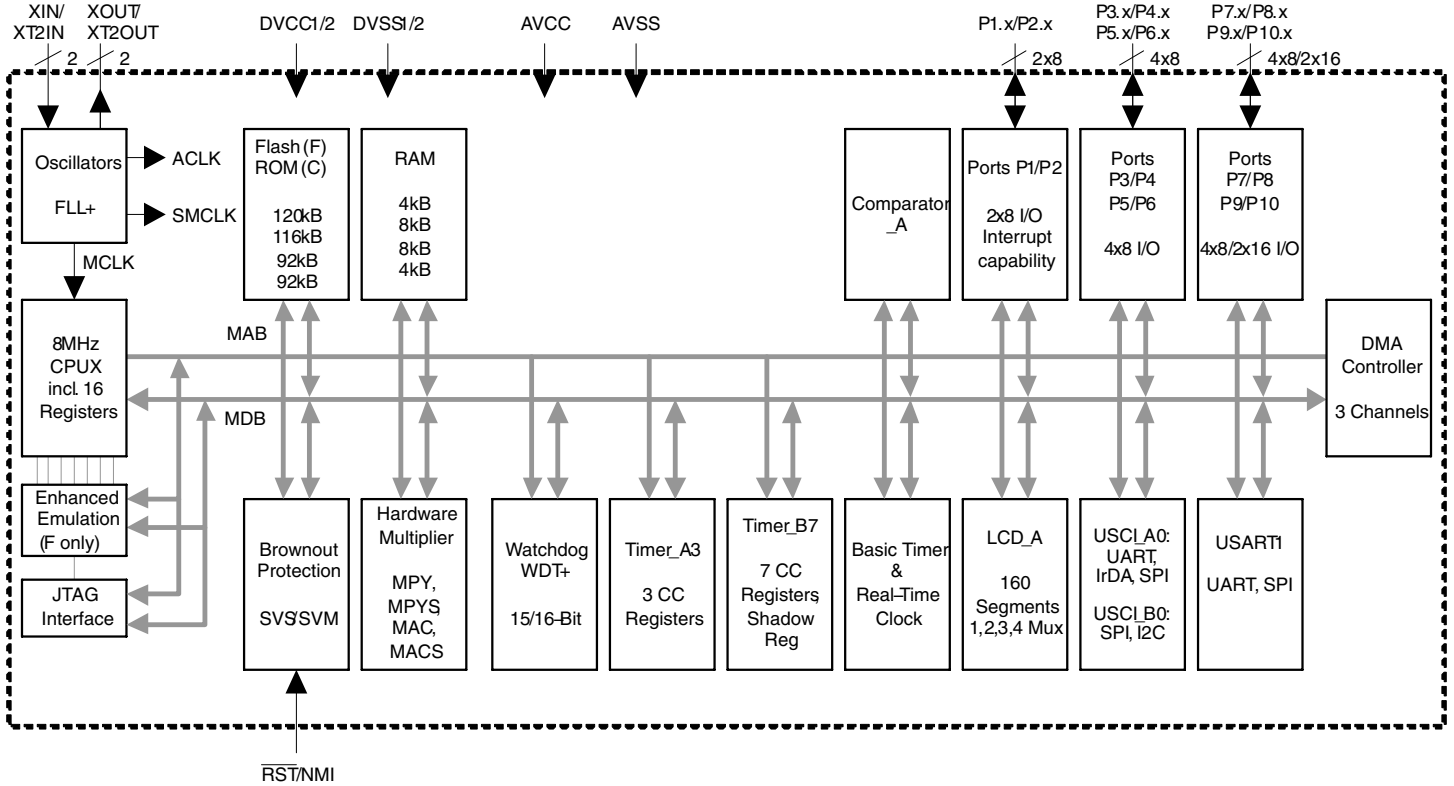 XIN/
XT2IN
XOUT/
XT2OUT
2
2
DVCC1/2
DVSS1/2
AVCC
AVSS
P1.x/P2.x
2x8
P3.x/P4.x
P5.x/P6.x
4x8
P7.x/P8.x
P9.x/P10.x
4x8/2x16
Oscillators
FLL+
ACLK
SMCLK
MCLK
Flash (F)
ROM (C)
120kB
116kB
92kB
92kB
RAM
4kB
8kB
8kB
4kB
Comparator
_A
Ports P1/P2
2x8 I/O
Interrupt
capability
Ports
P3/P4
P5/P6
4x8 I/O
Ports
P7/P8
P9/P10
4x8/2x16 I/O
8MHz
CPUX
incl. 16
Registers
MAB
MDB
DMA
Controller
3 Channels
Enhanced
Emulation
(F only)
JTAG
Interface
Brownout
Protection
SVS/SVM
Hardware
Multiplier
MPY,
MPYS,
MAC,
MACS
Watchdog
WDT+
15/16–Bit
Timer_A3
3 CC
Registers
Timer_B7
7 CC
Registers,
Shadow
Reg
Basic Timer
&
Real–Time
Clock
LCD_A
160
Segments
1,2,3,4 Mux
USCI_A0:
UART,
IrDA, SPI
USCI_B0:
SPI, I2C
USART1
UART, SPI
RST/NMI